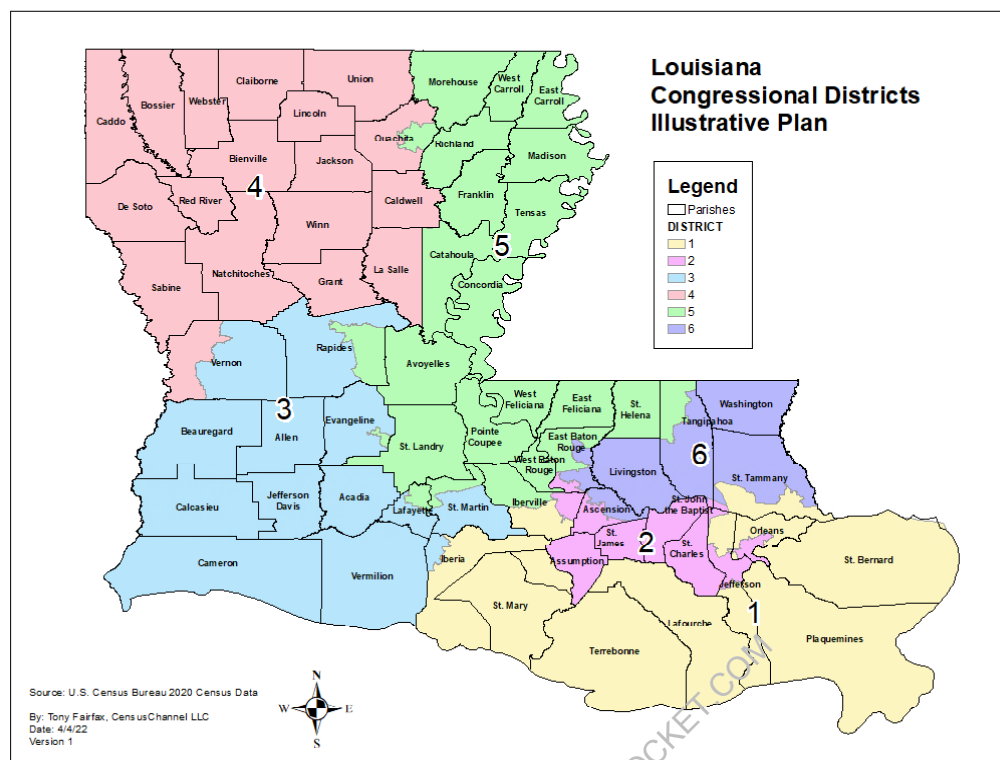 Louisiana
Congressional Districts
Illustrative Plan
Legend
Parishes
DISTRICT
1
2
3
4
5
6
Claiborne
Union
Morehouse
West
Carroll
East
Carroll
Webster
Bossier
Caddo
Lincoln
Ouachita
Richland
Madison
Bienville
Jackson
4
Franklin
De Soto
Red River
Caldwell
Tensas
Winn
5
Catahoula
La Salle
Natchitoches
Grant
Concordia
Sabine
Rapides
Vernon
Avoyelles
West
Feliciana
East
Feliciana
St.
Helena
Washington
3
Evangeline
Tangipahoa
Beauregard
Allen
Pointe
Coupee
East Baton
Rouge
St. Landry
West Baton
Rouge
6
Livingston
St. Tammany
Acadia
Jefferson
Davis
Calcasieu
Lafayette
St. Martin
Iberville
Ascension
St. John
the Baptist
Orleans
St.
James
2
St.
Charles
St. Bernard
Cameron
Iberia
Assumption
Vermilion
Jefferson
St. Mary
1
Lafourche
Plaquemines
Terrebonne
Source: U.S. Census Bureau 2020 Census Data
By: Tony Fairfax, CensusChannel LLC
Date: 4/4/22
Version 1
N
W
E
S
OCKET.COM